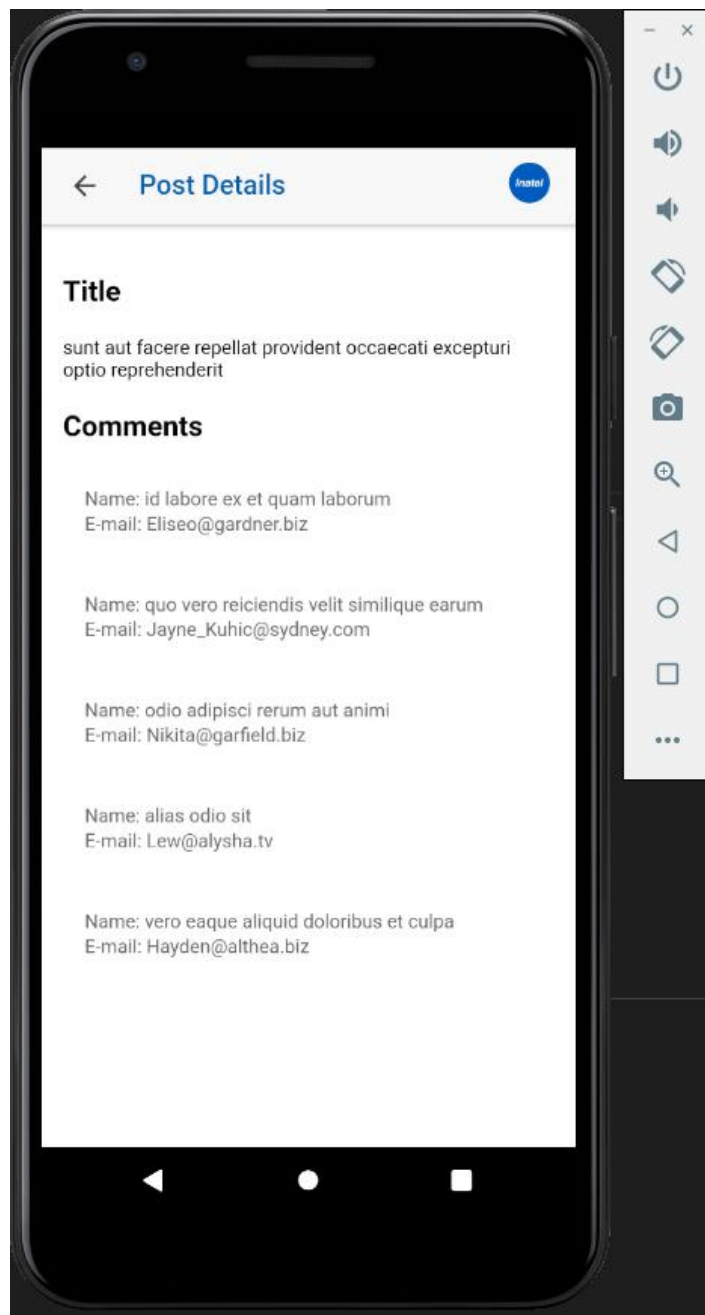 Post Details
Inatel
Title
sunt aut facere repellat provident occaecati excepturi
optio reprehenderit
Comments
Name: id labore ex et quam laborum
E-mail: Eliseo@gardner.biz
Name: quo vero reiciendis velit similique earum
E-mail: Jayne_Kuhic@sydney.com
Name: odio adipisci rerum aut animi
E-mail: Nikita@garfield.biz
Name: alias odio sit
E-mail: Lew@alysha.tv
Name: vero eaque aliquid doloribus et culpa
E-mail: Hayden@althea.biz